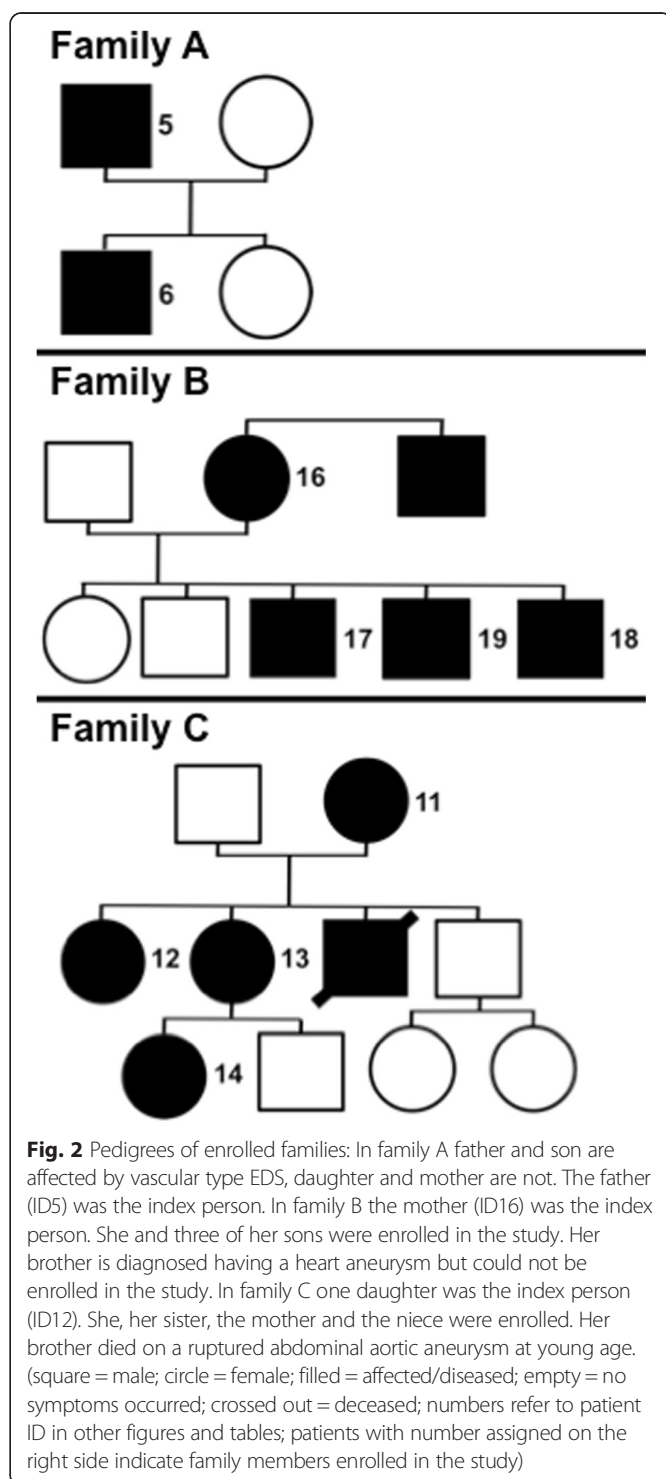 Family A
5
6
Family B
16
17
19
18
Family C
11
12
13
14
Fig. 2 Pedigrees of enrolled families: In family A father and son are
affected by vascular type EDS, daughter and mother are not. The father
(ID5) was the index person. In family B the mother (ID16) was the index
person. She and three of her sons were enrolled in the study. Her
brother is diagnosed having a heart aneurysm but could not be
enrolled in the study. In family C one daughter was the index person
(ID12). She, her sister, the mother and the niece were enrolled. Her
brother died on a ruptured abdominal aortic aneurysm at young age.
(square = male; circle = female; filled = affected/diseased; empty = no
symptoms occurred; crossed out = deceased; numbers refer to patient
ID in other figures and tables; patients with number assigned on the
right side indicate family members enrolled in the study)